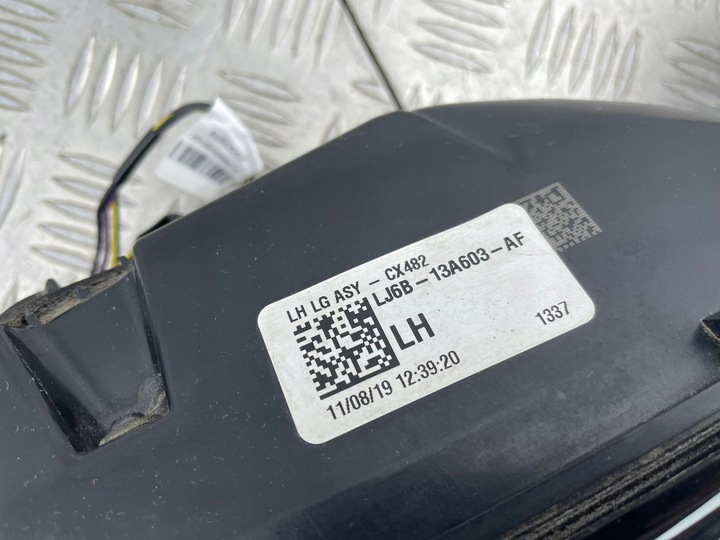 LH LG ASY - CX482
LJ6B - 13A603 - AF
LH
1337
11/08/19 12:39:20